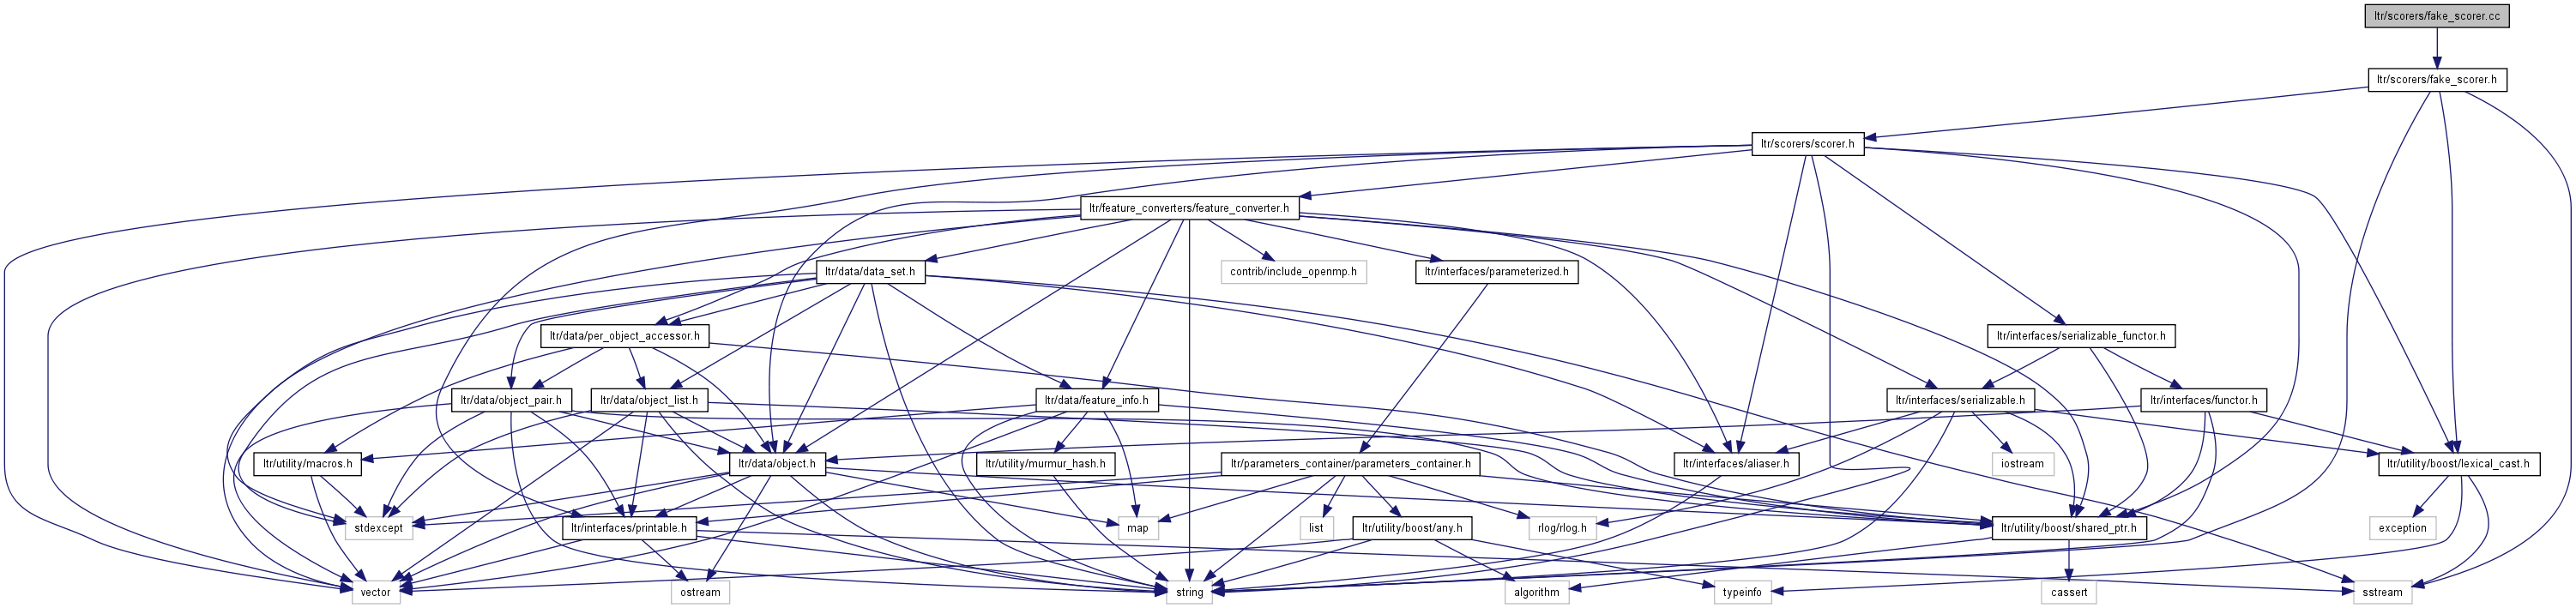 ltr/scorers/fake_scorer.cc
ltr/scorers/fake_scorer.h
ltr/scorers/scorer.h
ltr/feature_converters/feature_converter.h
ltr/data/data_set.h
contrib/include_openmp.h
ltr/interfaces/parameterized.h
ltr/data/per_object_accessor.h
ltr/interfaces/serializable_functor.h
ltr/data/object_pair.h
ltr/data/object_list.h
ltr/data/feature_info.h
ltr/interfaces/serializable.h
ltr/interfaces/functor.h
ltr/utility/macros.h
ltr/data/object.h
ltr/utility/murmur_hash.h
ltr/parameters_container/parameters_container.h
ltr/interfaces/aliaser.h
iostream
ltr/utility/boost/lexical_cast.h
stdexcept
ltr/interfaces/printable.h
map
list
ltr/utility/boost/any.h
rlog/rlog.h
ltr/utility/boost/shared_ptr.h
exception
vector
ostream
string
algorithm
typeinfo
cassert
sstream